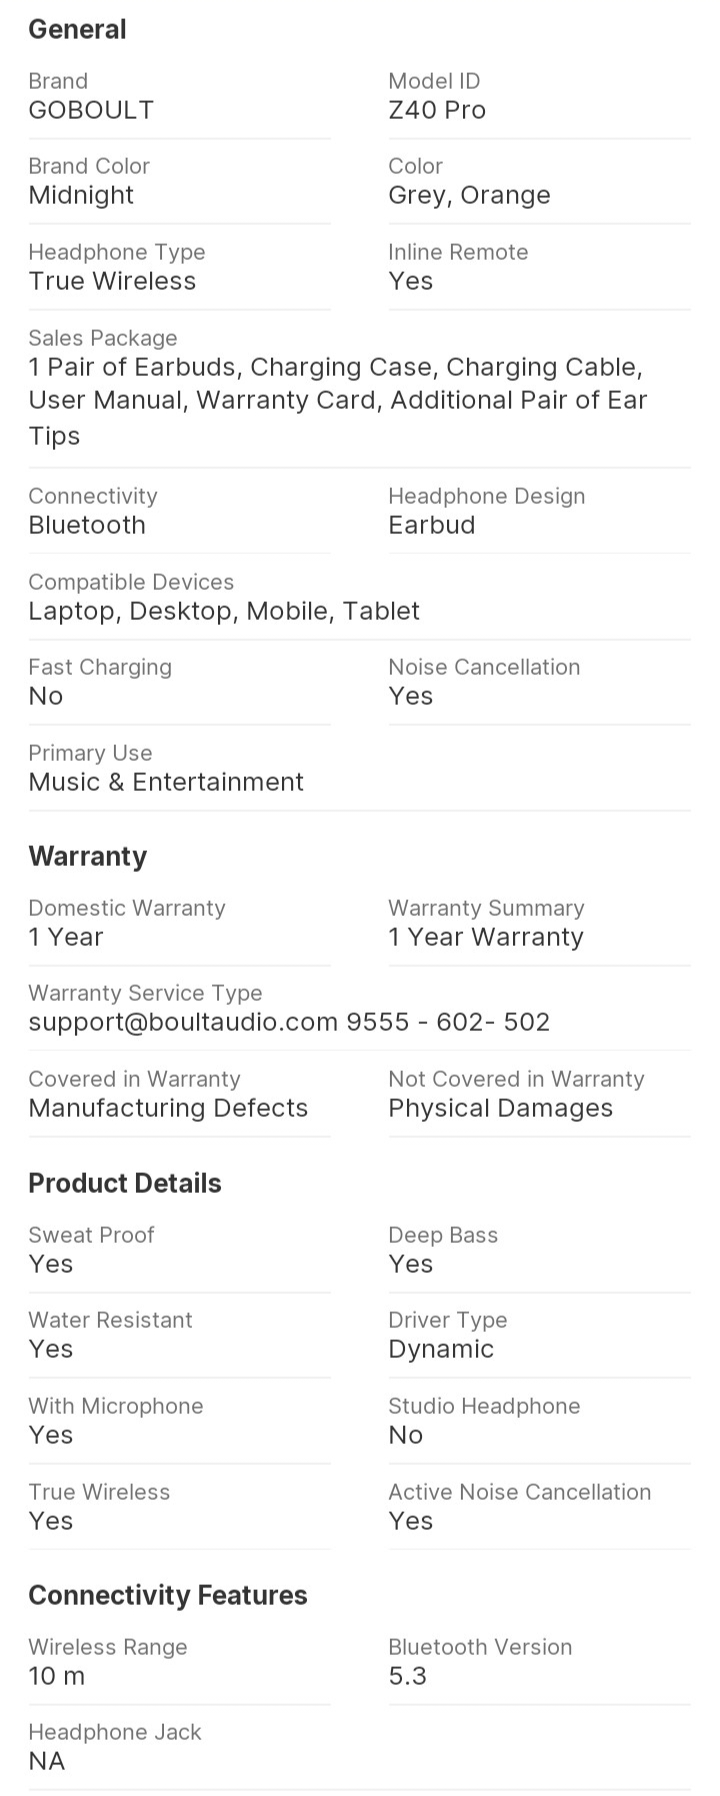 General
Brand
GOBOULT
Model ID
Z40 Pro
Brand Color
Midnight
Color
Grey, Orange
Headphone Type
True Wireless
Inline Remote
Yes
Sales Package
1 Pair of Earbuds, Charging Case, Charging Cable,
User Manual, Warranty Card, Additional Pair of Ear
Tips
Connectivity
Bluetooth
Headphone Design
Earbud
Compatible Devices
Laptop, Desktop, Mobile, Tablet
Fast Charging
No
Noise Cancellation
Yes
Primary Use
Music & Entertainment
Warranty
Domestic Warranty
1 Year
Warranty Summary
1 Year Warranty
Warranty Service Type
support@boultaudio.com 9555 - 602- 502
Covered in Warranty
Manufacturing Defects
Not Covered in Warranty
Physical Damages
Product Details
Sweat Proof
Yes
Deep Bass
Yes
Water Resistant
Yes
Driver Type
Dynamic
With Microphone
Yes
Studio Headphone
No
True Wireless
Yes
Active Noise Cancellation
Yes
Connectivity Features
Wireless Range
10 m
Bluetooth Version
5.3
Headphone Jack
NA